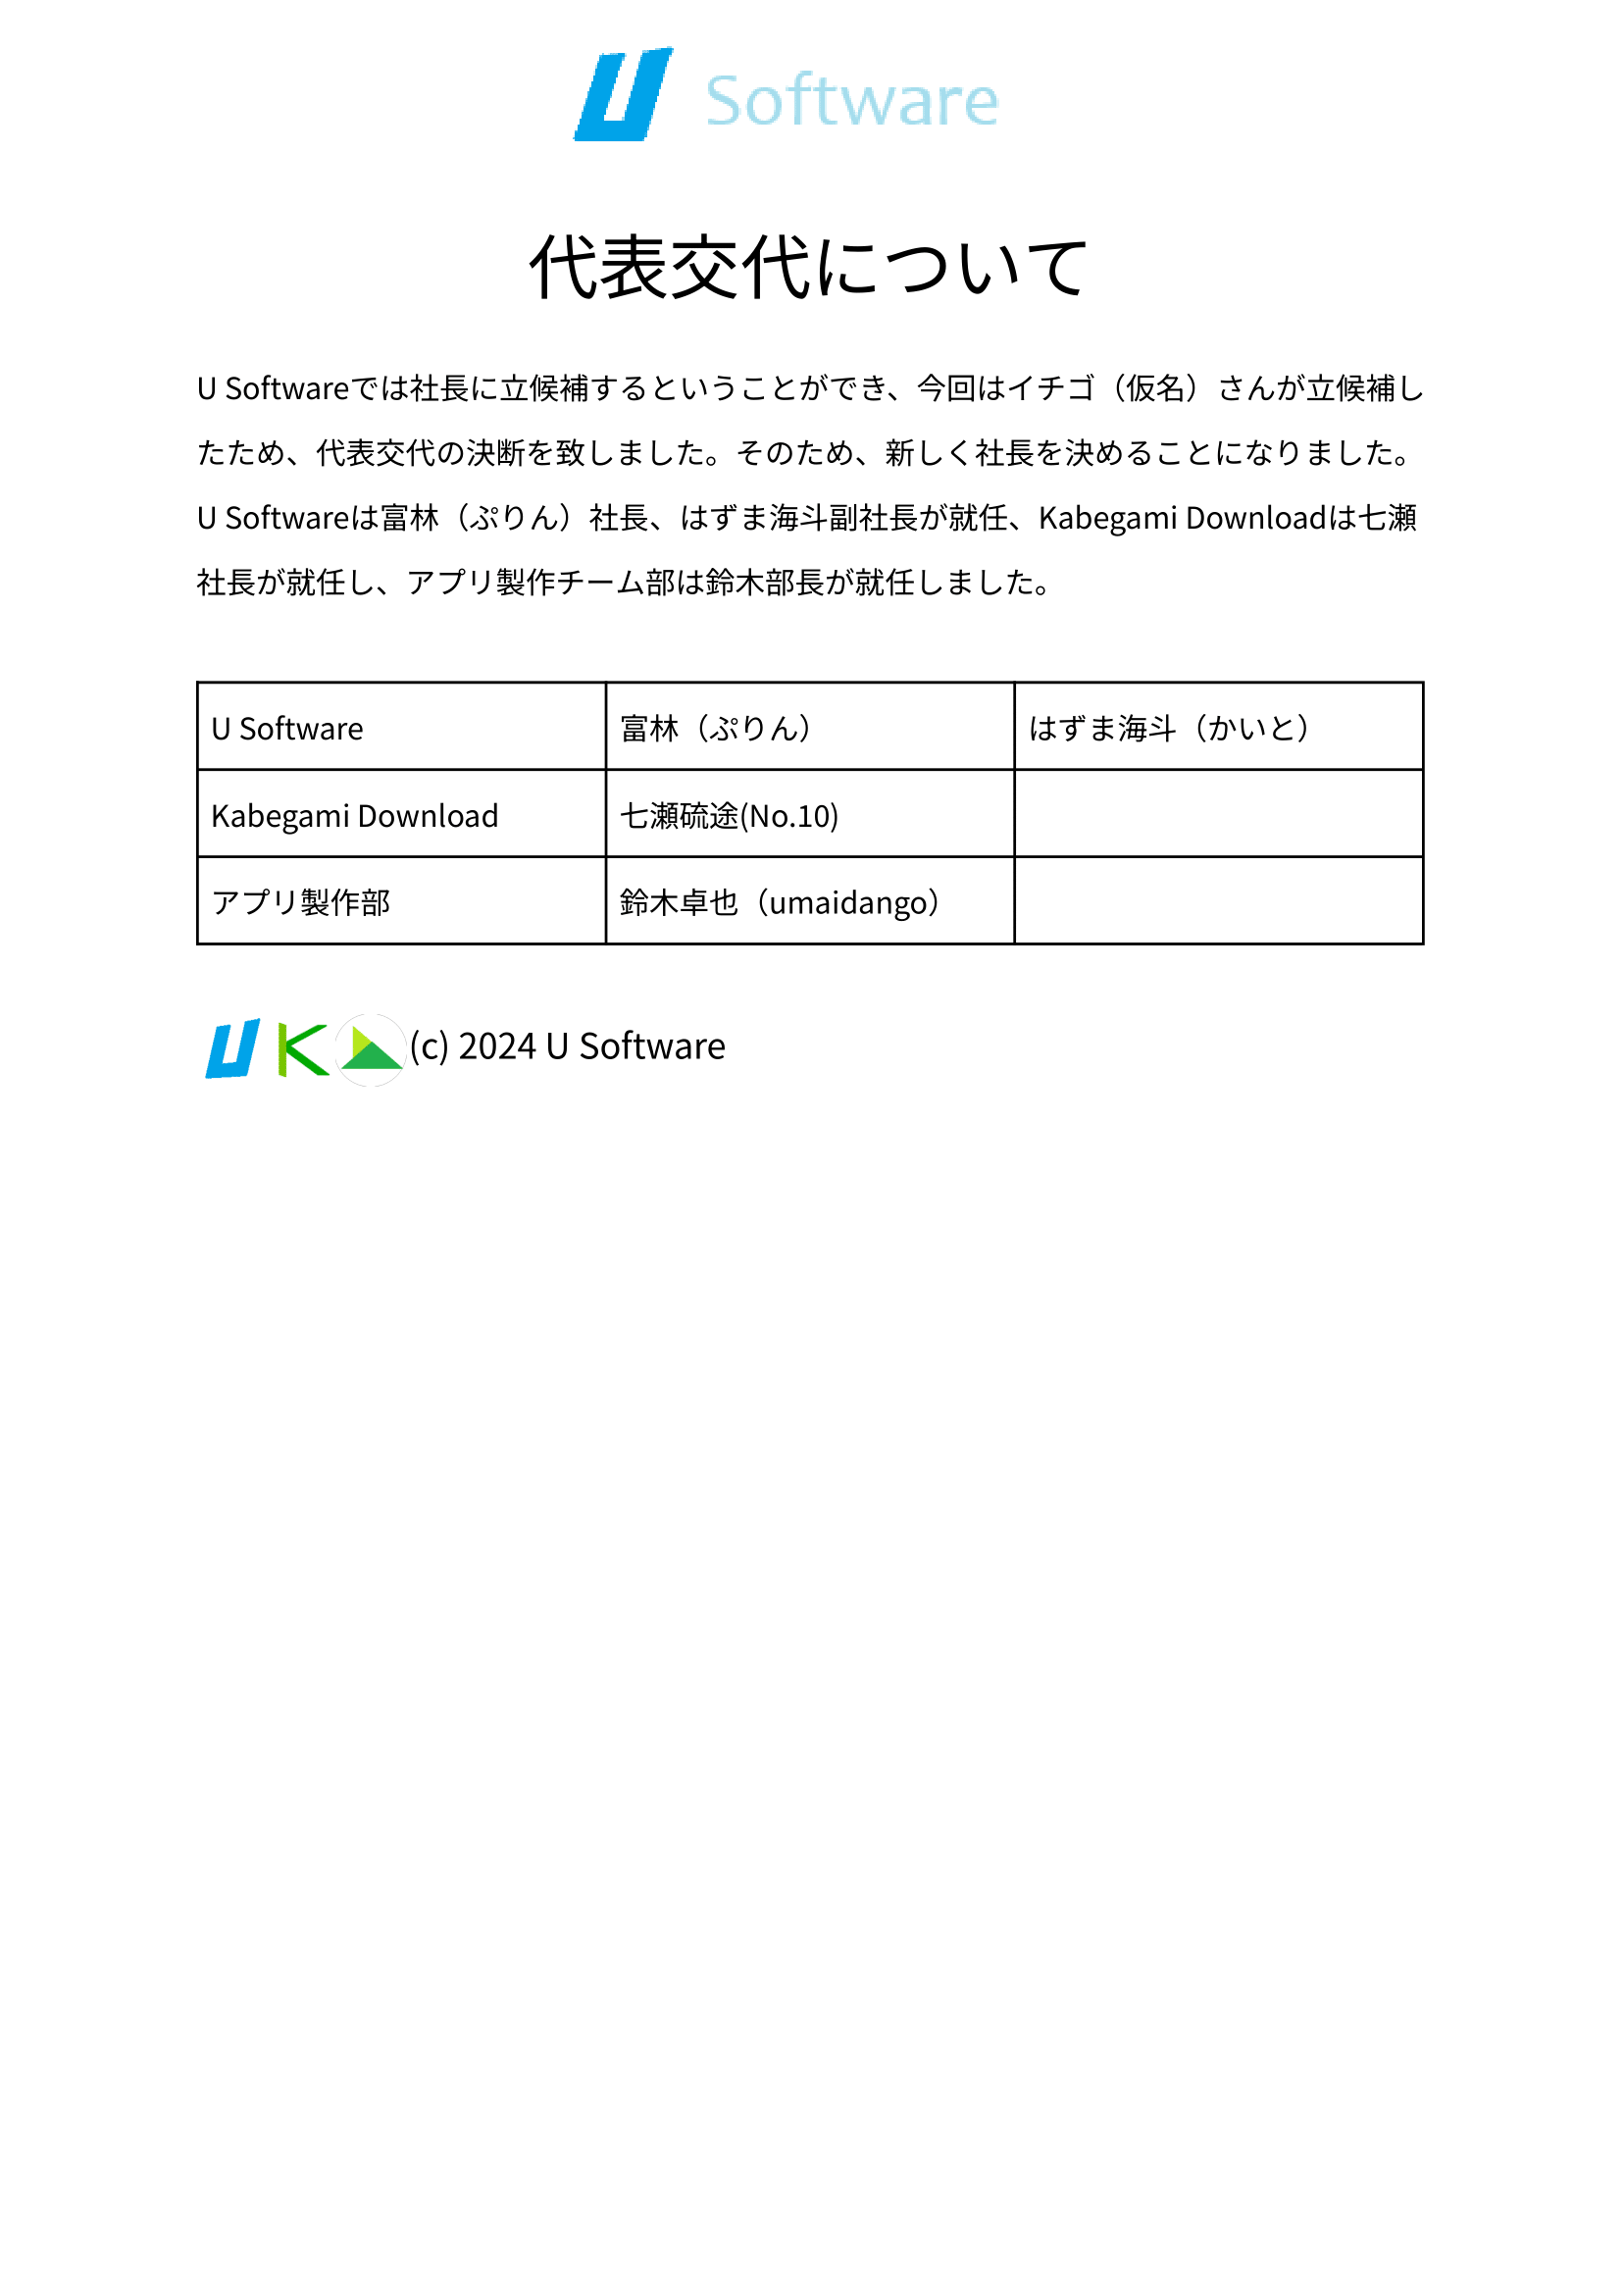 U Software
代表交代について
U Softwareでは社長に立候補するということができ、今回はイチゴ（仮名）さんが立候補し
たため、代表交代の決断を致しました。そのため、新しく社長を決めることになりました。
U Softwareは富林（ぷりん）社長、はずま海斗副社長が就任、Kabegami Downloadは七瀬
社長が就任し、アプリ製作チーム部は鈴木部長が就任しました。
U Software 富林（ぷりん） はずま海斗（かいと）
Kabegami Download 七瀬硫途(No.10)
アプリ製作部 鈴木卓也（umaidango）
U K (c) 2024 U Software